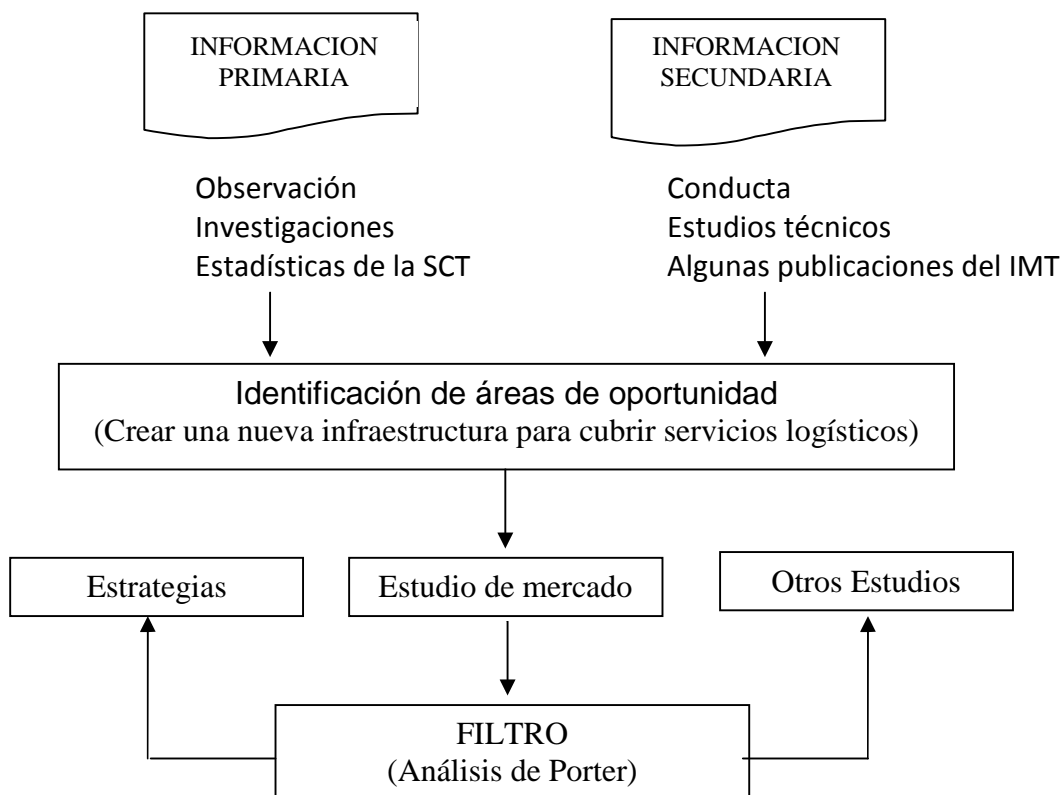 INFORMACION
PRIMARIA
INFORMACION
SECUNDARIA
Observación
Investigaciones
Estadísticas de la SCT
Conducta
Estudios técnicos
Algunas publicaciones del IMT
Identificación de áreas de oportunidad
(Crear una nueva infraestructura para cubrir servicios logísticos)
Estrategias
Estudio de mercado
Otros Estudios
FILTRO
(Análisis de Porter)